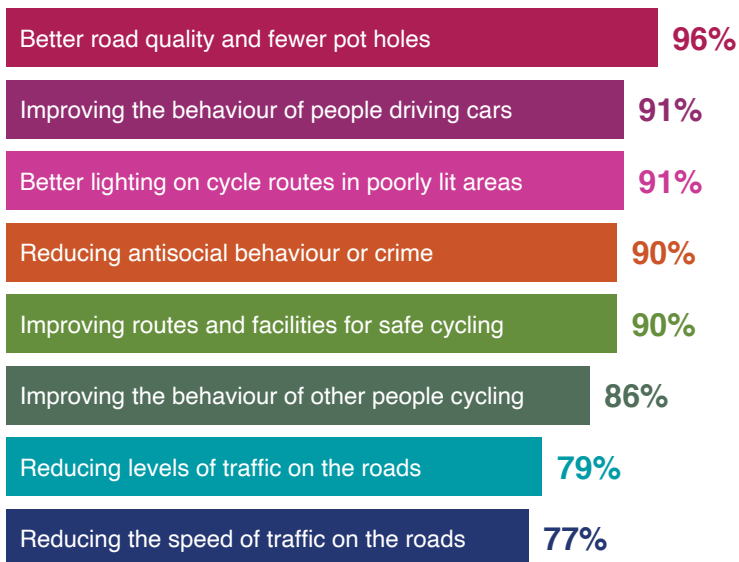 Better road quality and fewer pot holes 96%
Improving the behaviour of people driving cars 91%
Better lighting on cycle routes in poorly lit areas 91%
Reducing antisocial behaviour or crime 90%
Improving routes and facilities for safe cycling 90%
Improving the behaviour of other people cycling 86%
Reducing levels of traffic on the roads 79%
Reducing the speed of traffic on the roads 77%